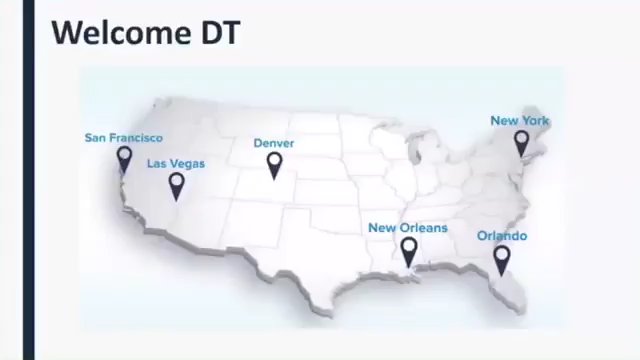 Welcome DT
New York
San Francisco
Denver
Las Vegas
New Orleans
Orlando